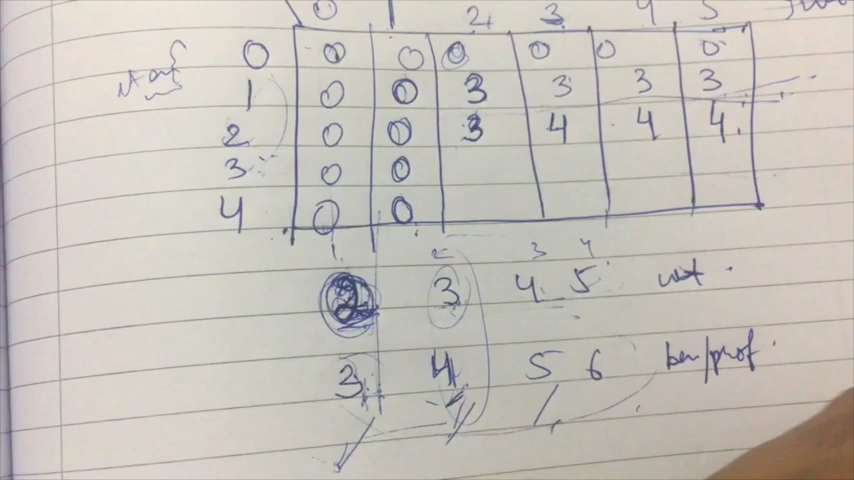 0 1 2 3 4 5
0 0 0 0 0 0 0
1 0 0 3 3 3 3
2 0 0 3 4 4 4.
3 0 0
4 0 0
1 2 3 4
2 3 4 5 wt.
3 4 5 6 ben/prof.